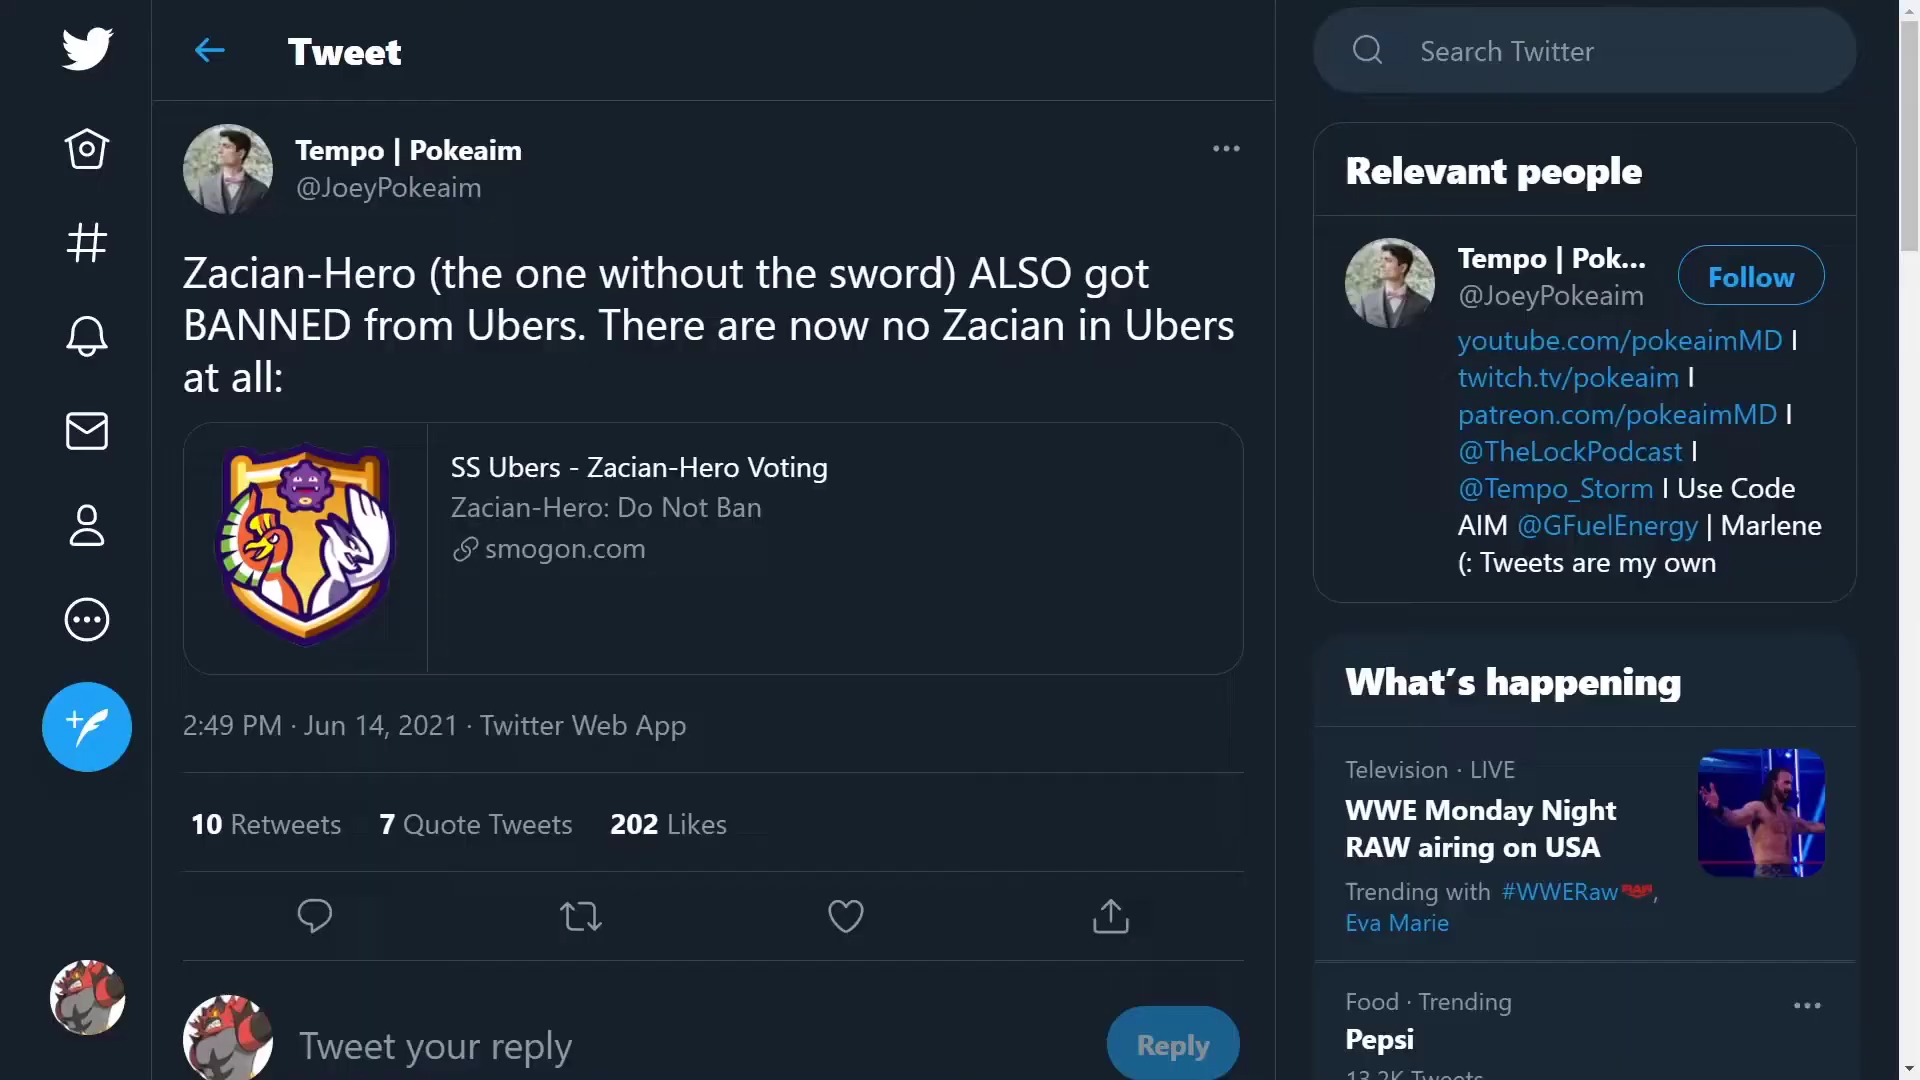 Tweet
Tempo | Pokeaim
@JoeyPokeaim
Zacian-Hero (the one without the sword) ALSO got
BANNED from Ubers. There are now no Zacian in Ubers
at all:
SS Ubers - Zacian-Hero Voting
Zacian-Hero: Do Not Ban
smogon.com
2:49 PM · Jun 14, 2021 · Twitter Web App
10 Retweets 7 Quote Tweets 202 Likes
Tweet your reply
Reply
Search Twitter
Relevant people
Tempo | Pok...
@JoeyPokeaim
Follow
youtube.com/pokeaimMD l
twitch.tv/pokeaim l
patreon.com/pokeaimMD l
@TheLockPodcast l
@Tempo_Storm l Use Code
AIM @GFuelEnergy | Marlene
(: Tweets are my own
What's happening
Television · LIVE
WWE Monday Night
RAW airing on USA
Trending with #WWERaw RAW,
Eva Marie
Food · Trending
Pepsi
13.2K Tweets